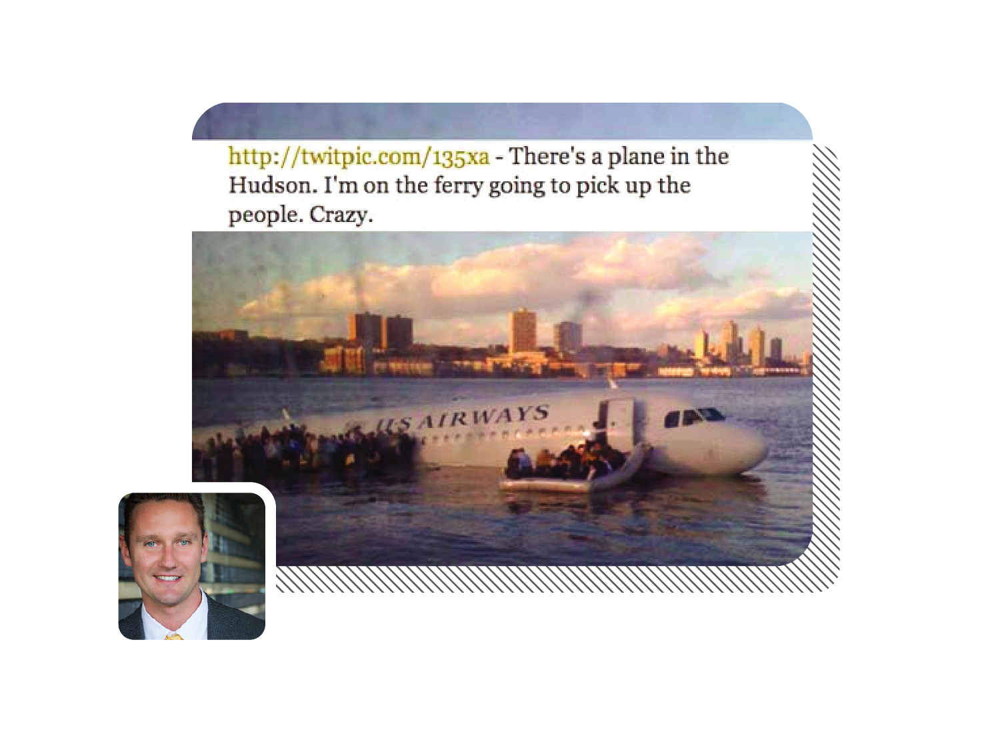 http://twitpic.com/135xa - There's a plane in the
Hudson. I'm on the ferry going to pick up the
people. Crazy.
US AIRWAYS